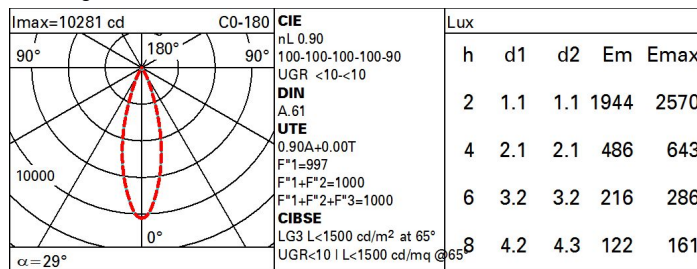 Imax=10281 cd C0-180
90° 180° 90°
10000
0°
α=29°
CIE
nL 0.90
100-100-100-100-90
UGR <10-<10
DIN
A.61
UTE
0.90A+0.00T
F"1=997
F"1+F"2=1000
F"1+F"2+F"3=1000
CIBSE
LG3 L<1500 cd/m² at 65°
UGR<10 | L<1500 cd/mq @65°
Lux
h d1 d2 Em Emax
2 1.1 1.1 1944 2570
4 2.1 2.1 486 643
6 3.2 3.2 216 286
8 4.2 4.3 122 161